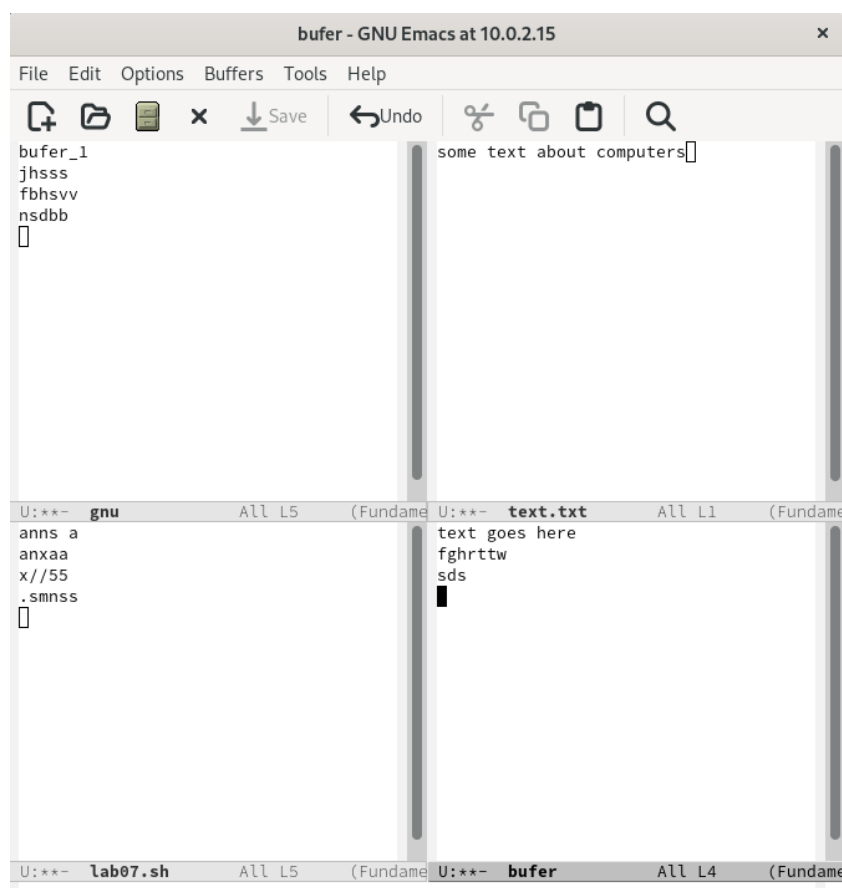 bufer - GNU Emacs at 10.0.2.15 ×
File Edit Options Buffers Tools Help
Save Undo
bufer_1
jhsss
fbhsvv
nsdbb
U:**- gnu All L5 (Fundame
some text about computers
U:**- text.txt All L1 (Fundame
anns a
anxaa
x//55
.smnss
U:**- lab07.sh All L5 (Fundame
text goes here
fghrttw
sds
U:**- bufer All L4 (Fundame